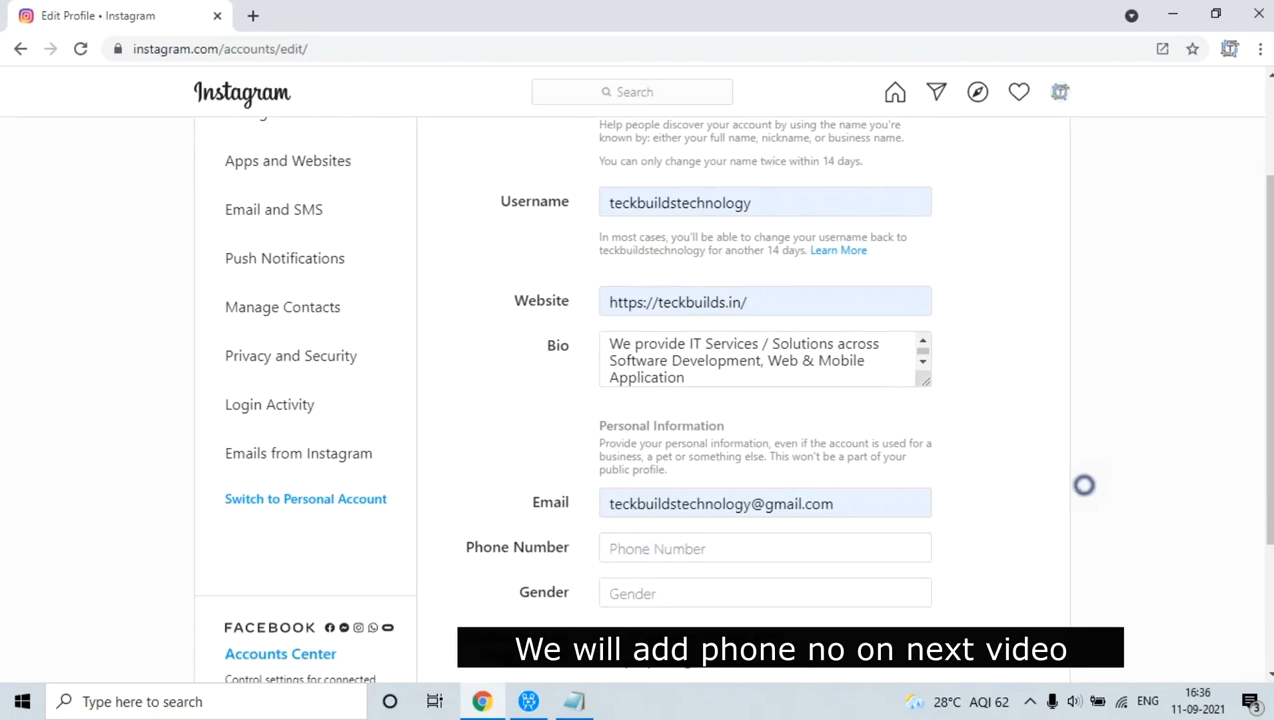 Edit Profile • Instagram
instagram.com/accounts/edit/
Instagram
Search
Help people discover your account by using the name you're
known by: either your full name, nickname, or business name.
You can only change your name twice within 14 days.
Apps and Websites
Email and SMS
Push Notifications
Manage Contacts
Privacy and Security
Login Activity
Emails from Instagram
Switch to Personal Account
FACEBOOK
Accounts Center
Control settings for connected
Username
teckbuildstechnology
In most cases, you'll be able to change your username back to
teckbuildstechnology for another 14 days. Learn More
Website
https://teckbuilds.in/
Bio
We provide IT Services / Solutions across
Software Development, Web & Mobile
Application
Personal Information
Provide your personal information, even if the account is used for a
business, a pet or something else. This won't be a part of your
public profile.
Email
teckbuildstechnology@gmail.com
Phone Number
Phone Number
Gender
Gender
We will add phone no on next video
Type here to search
28°C AQI 62
ENG
16:36
11-09-2021
3